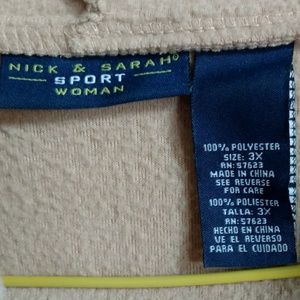 NICK & SARAH®
SPORT
WOMAN
100% POLYESTER
SIZE: 3X
RN: 57623
MADE IN CHINA
SEE REVERSE
FOR CARE
100% POLIESTER
TALLA: 3X
RN: 57623
HECHO EN CHINA
VE EL REVERSO
PARA EL CUIDADO